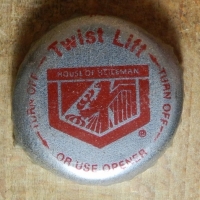 Twist Lift
TURN OFF
TURN OFF
HOUSE OF HEILEMAN
®
OR USE OPENER